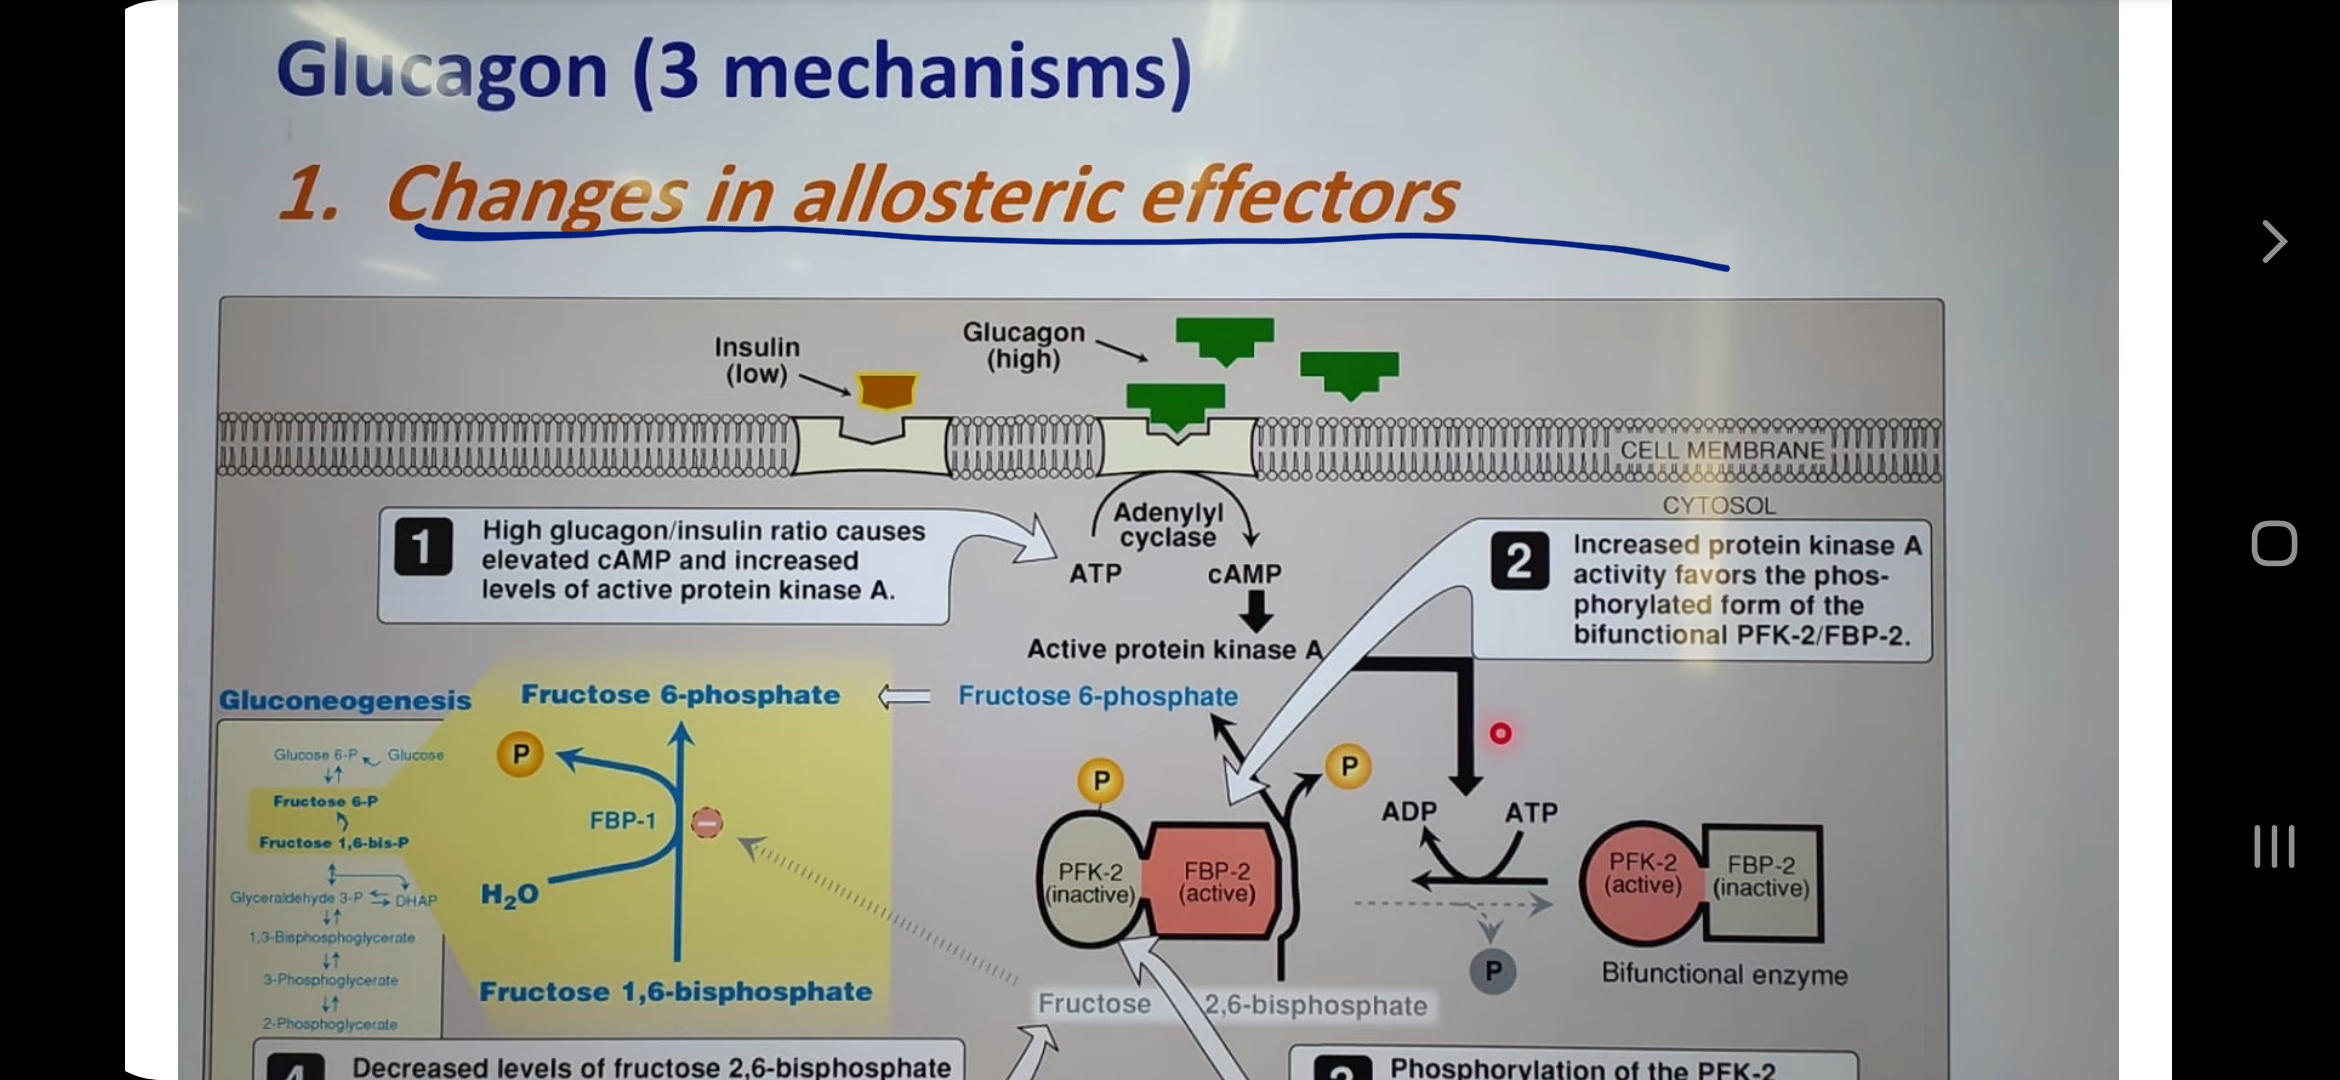 Glucagon (3 mechanisms)
1. Changes in allosteric effectors
Insulin
(low)
Glucagon
(high)
CELL MEMBRANE
CYTOSOL
Adenylyl
cyclase
ATP
cAMP
1
High glucagon/insulin ratio causes
elevated cAMP and increased
levels of active protein kinase A.
2
Increased protein kinase A
activity favors the phos-
phorylated form of the
bifunctional PFK-2/FBP-2.
Active protein kinase A
Gluconeogenesis
Fructose 6-phosphate
Fructose 6-phosphate
Glucose 6-P
Glucose
Fructose 6-P
Fructose 1,6-bis-P
Glyceraldehyde 3-P
DHAP
1,3-Bisphosphoglycerate
3-Phosphoglycerate
2-Phosphoglycerate
P
FBP-1
H2O
Fructose 1,6-bisphosphate
P
P
ADP
ATP
PFK-2
(inactive)
FBP-2
(active)
PFK-2
(active)
FBP-2
(inactive)
P
Bifunctional enzyme
Fructose 2,6-bisphosphate
4
Decreased levels of fructose 2,6-bisphosphate
3
Phosphorylation of the PFK-2